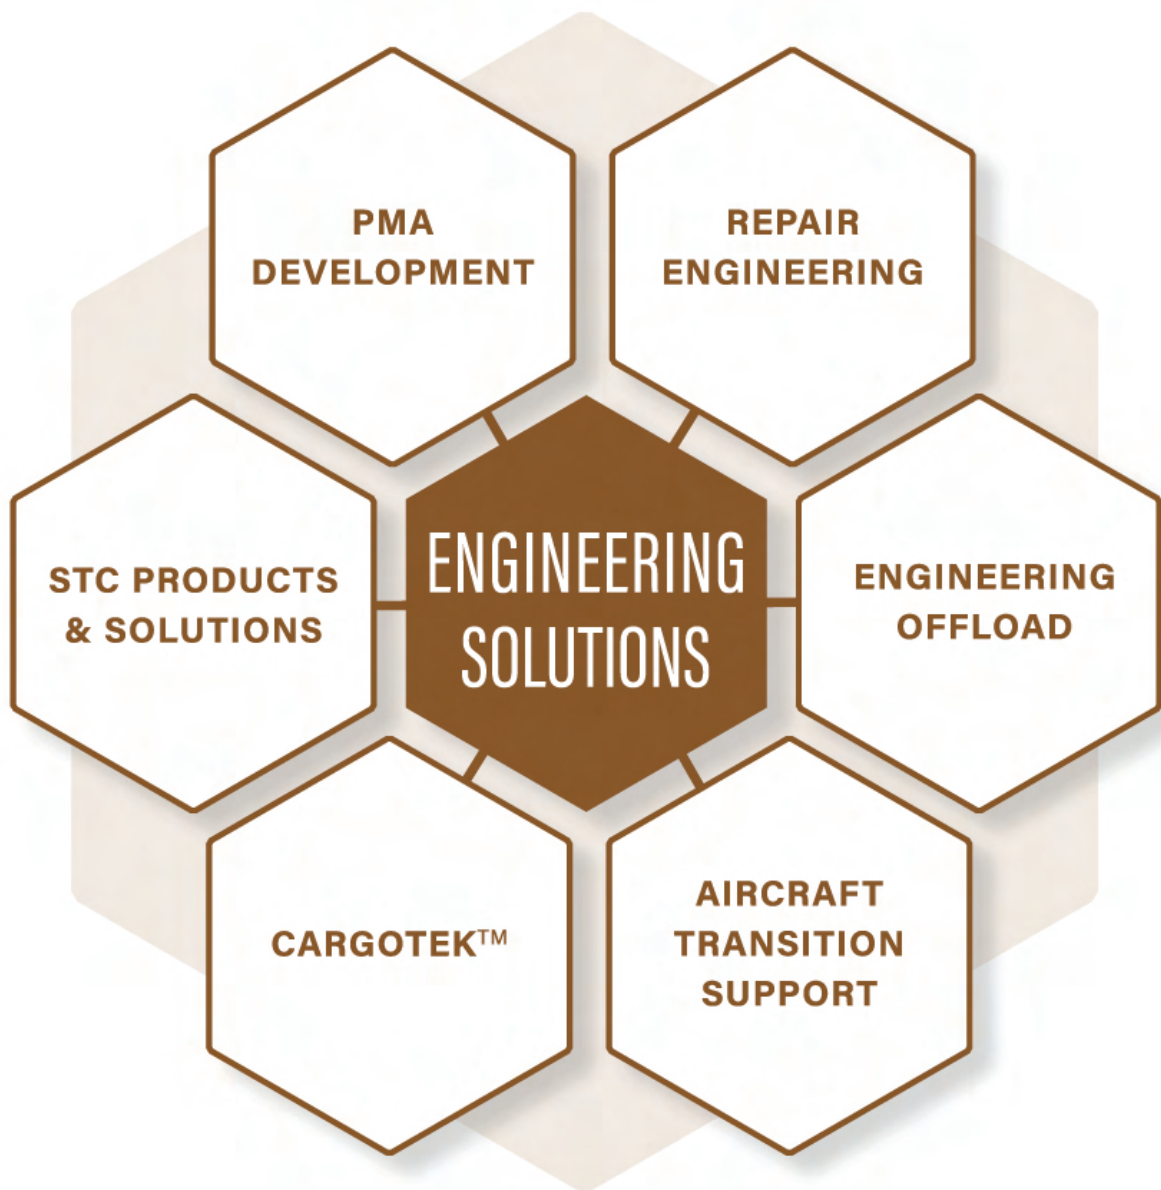 PMA
DEVELOPMENT
REPAIR
ENGINEERING
STC PRODUCTS
& SOLUTIONS
ENGINEERING
SOLUTIONS
ENGINEERING
OFFLOAD
CARGOTEK™
AIRCRAFT
TRANSITION
SUPPORT